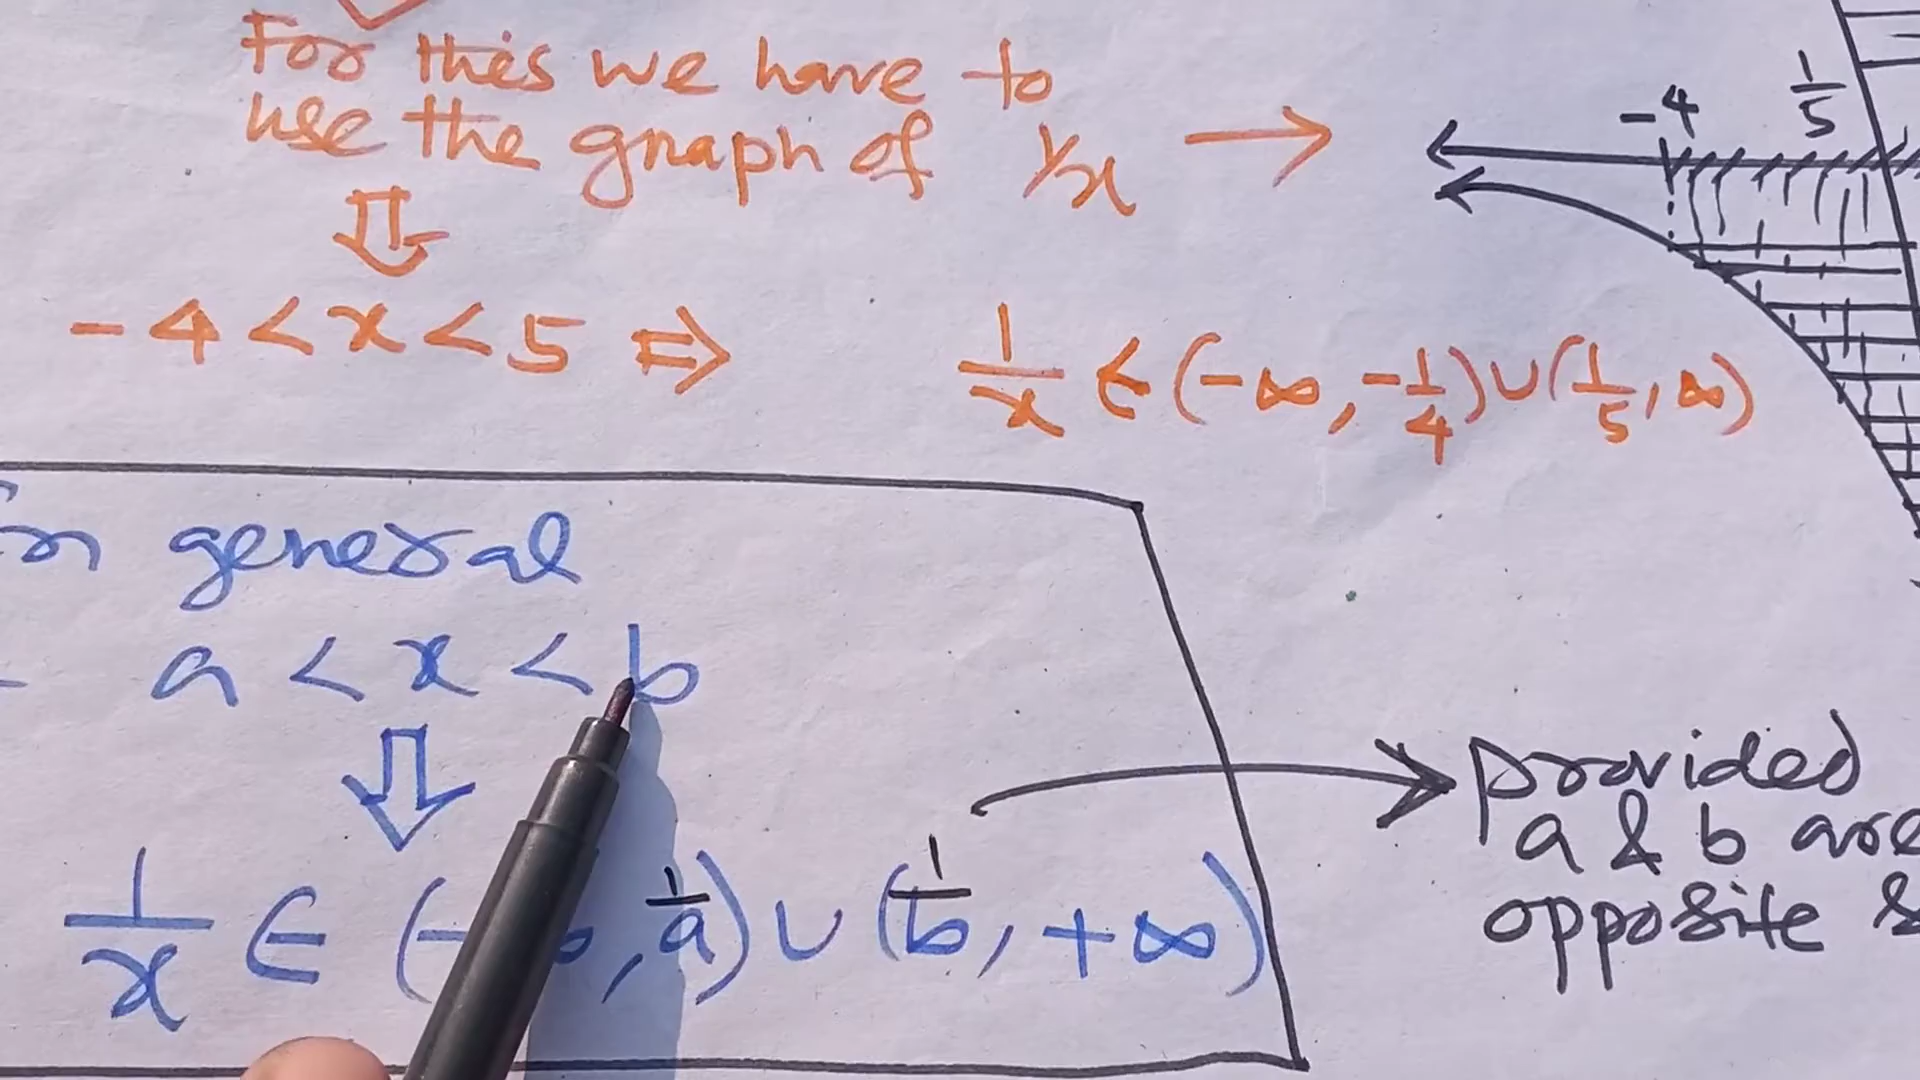 For this we have to
use the graph of 1/x
-4 < x < 5 ⇒ 1/x ∈ (-∞, -1/4) ∪ (1/5, ∞)
-4
1/5
In general
a < x < b
1/x ∈ (-∞, 1/a) ∪ (1/b, +∞)
provided
a & b are
opposite